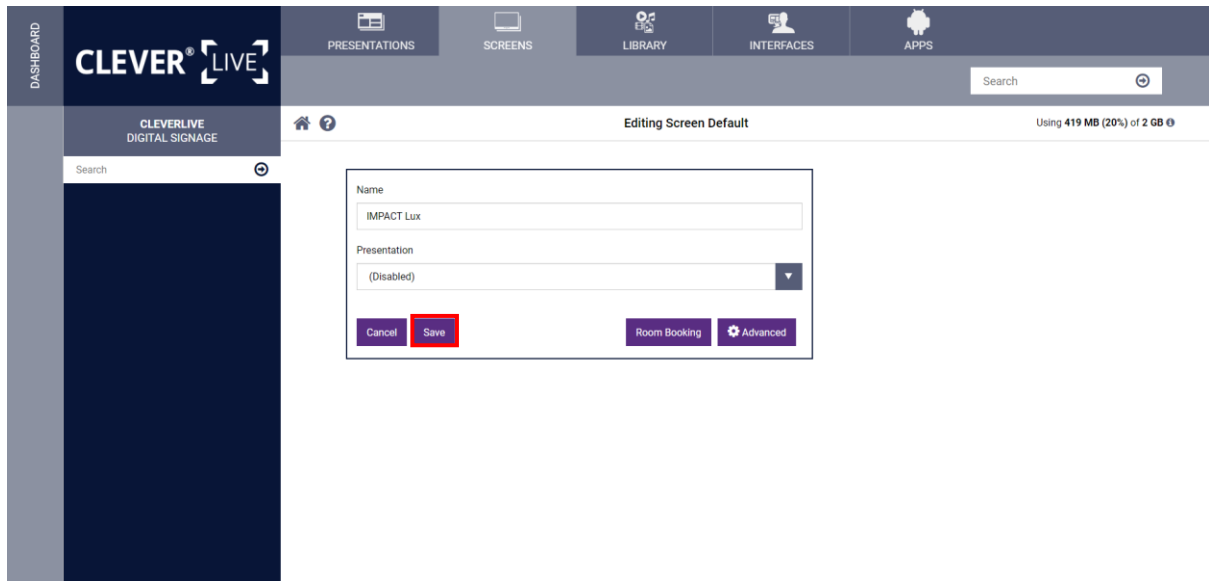 DASHBOARD
CLEVER® LIVE
PRESENTATIONS
SCREENS
LIBRARY
INTERFACES
APPS
Search
CLEVERLIVE
DIGITAL SIGNAGE
Editing Screen Default
Using 419 MB (20%) of 2 GB
Search
Name
IMPACT Lux
Presentation
(Disabled)
Cancel
Save
Room Booking
Advanced